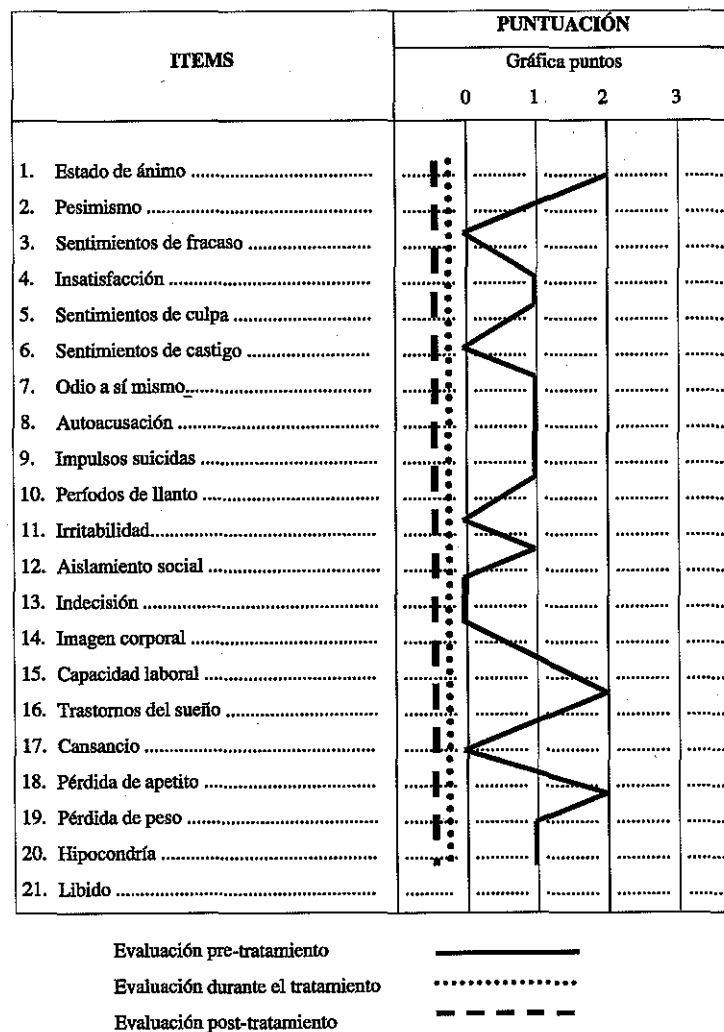 PUNTUACIÓN
ITEMS
Gráfica puntos
0 1 2 3
1. Estado de ánimo
2. Pesimismo
3. Sentimientos de fracaso
4. Insatisfacción
5. Sentimientos de culpa
6. Sentimientos de castigo
7. Odio a sí mismo
8. Autoacusación
9. Impulsos suicidas
10. Períodos de llanto
11. Irritabilidad
12. Aislamiento social
13. Indecisión
14. Imagen corporal
15. Capacidad laboral
16. Trastornos del sueño
17. Cansancio
18. Pérdida de apetito
19. Pérdida de peso
20. Hipocondría
21. Libido
Evaluación pre-tratamiento
Evaluación durante el tratamiento
Evaluación post-tratamiento